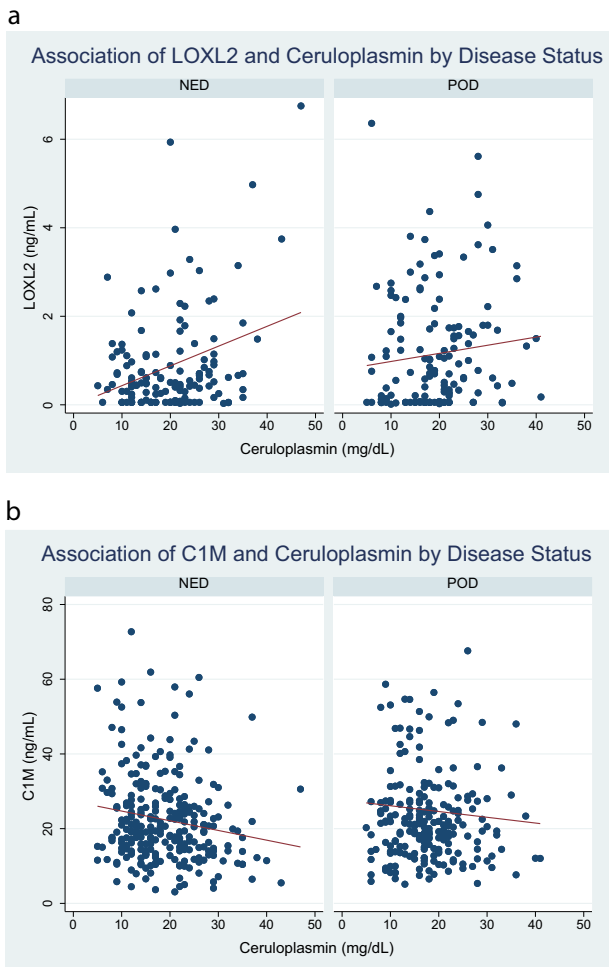 a
Association of LOXL2 and Ceruloplasmin by Disease Status
NED POD
LOXL2 (ng/mL)
6
4
2
0
0 10 20 30 40 50 0 10 20 30 40 50
Ceruloplasmin (mg/dL)
b
Association of C1M and Ceruloplasmin by Disease Status
NED POD
C1M (ng/mL)
80
60
40
20
0
0 10 20 30 40 50 0 10 20 30 40 50
Ceruloplasmin (mg/dL)